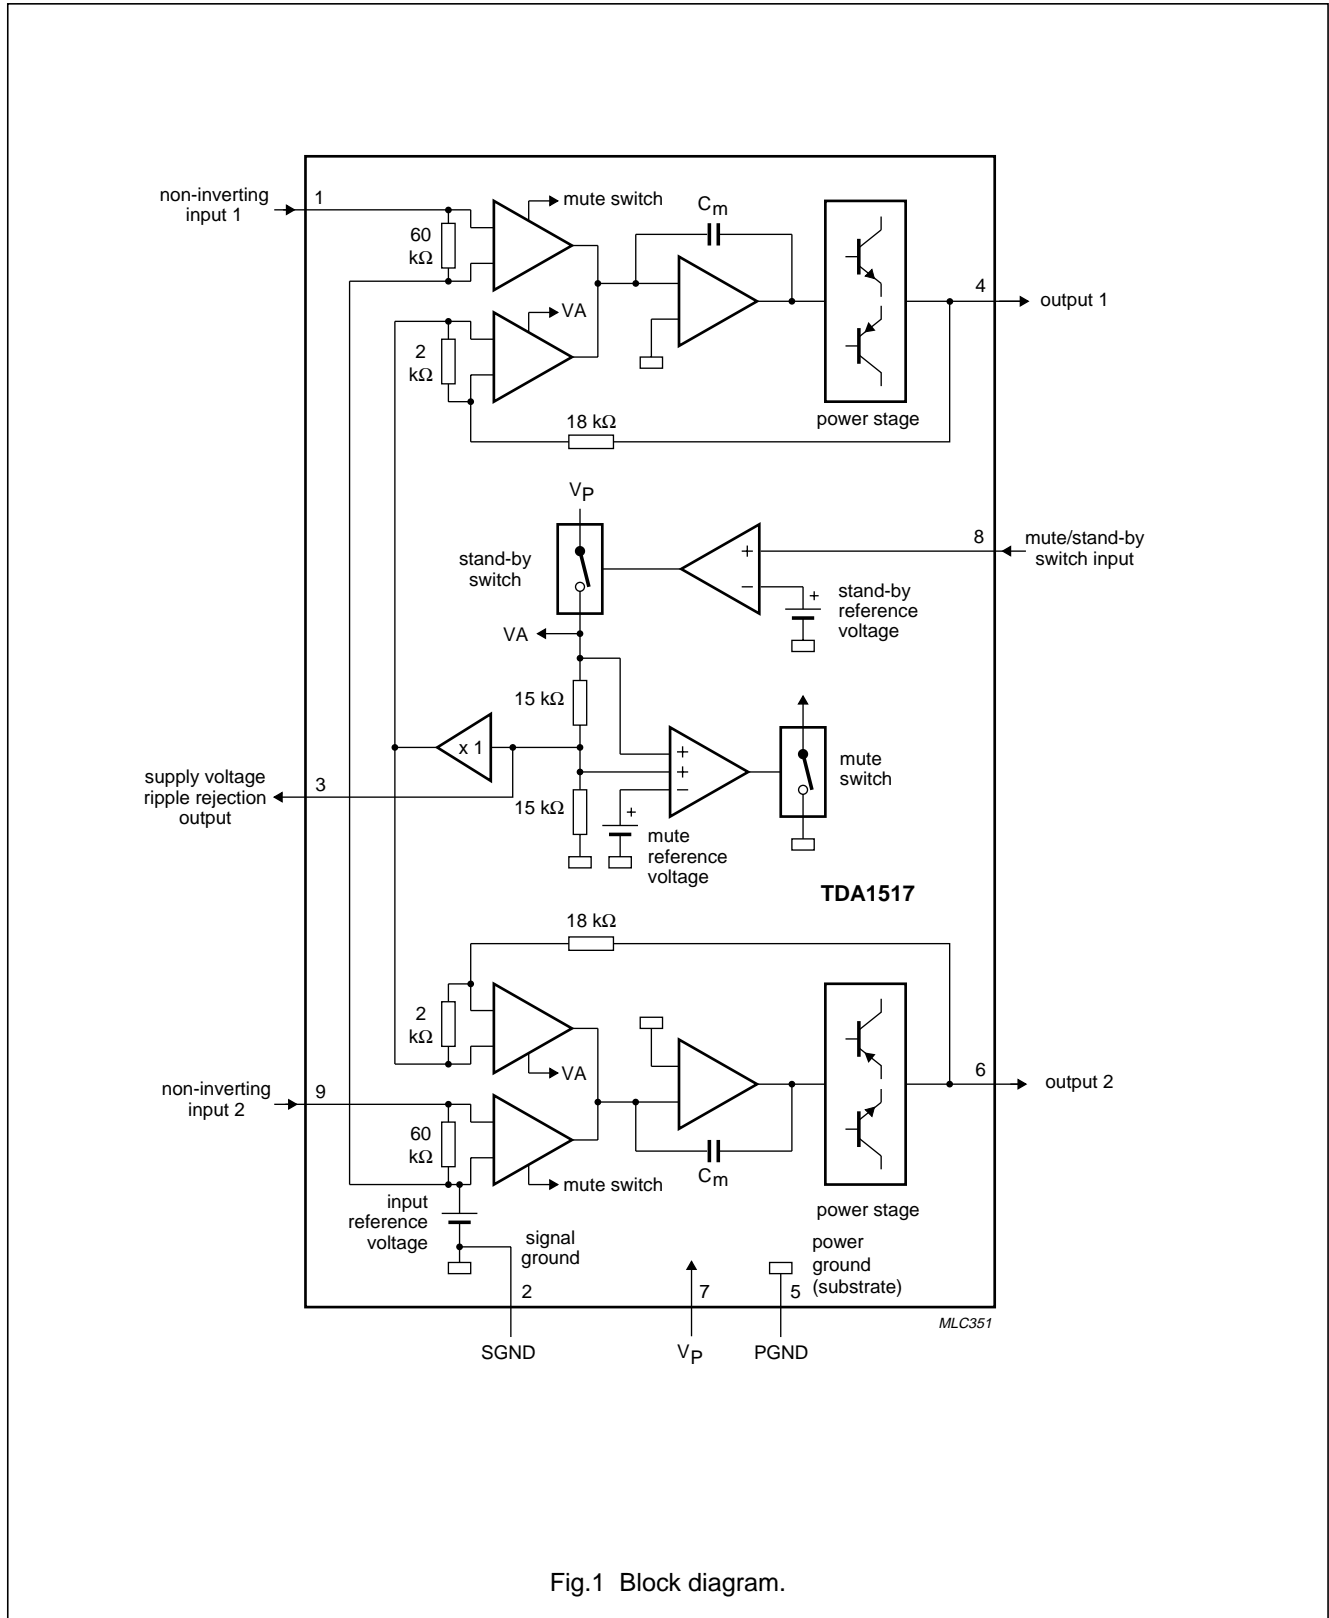 non-inverting
input 1
1
60
kΩ
mute switch
Cm
4
output 1
2
kΩ
VA
18 kΩ
power stage
VP
stand-by
switch
+
−
8
mute/stand-by
switch input
+
stand-by
reference
voltage
VA
15 kΩ
x 1
+
+
−
mute
switch
supply voltage
ripple rejection
output
3
15 kΩ
+
mute
reference
voltage
TDA1517
18 kΩ
2
kΩ
VA
6
output 2
non-inverting
input 2
9
60
kΩ
mute switch
Cm
input
reference
voltage
power stage
signal
ground
power
ground
(substrate)
2
7
5
MLC351
SGND
VP
PGND
Fig.1 Block diagram.